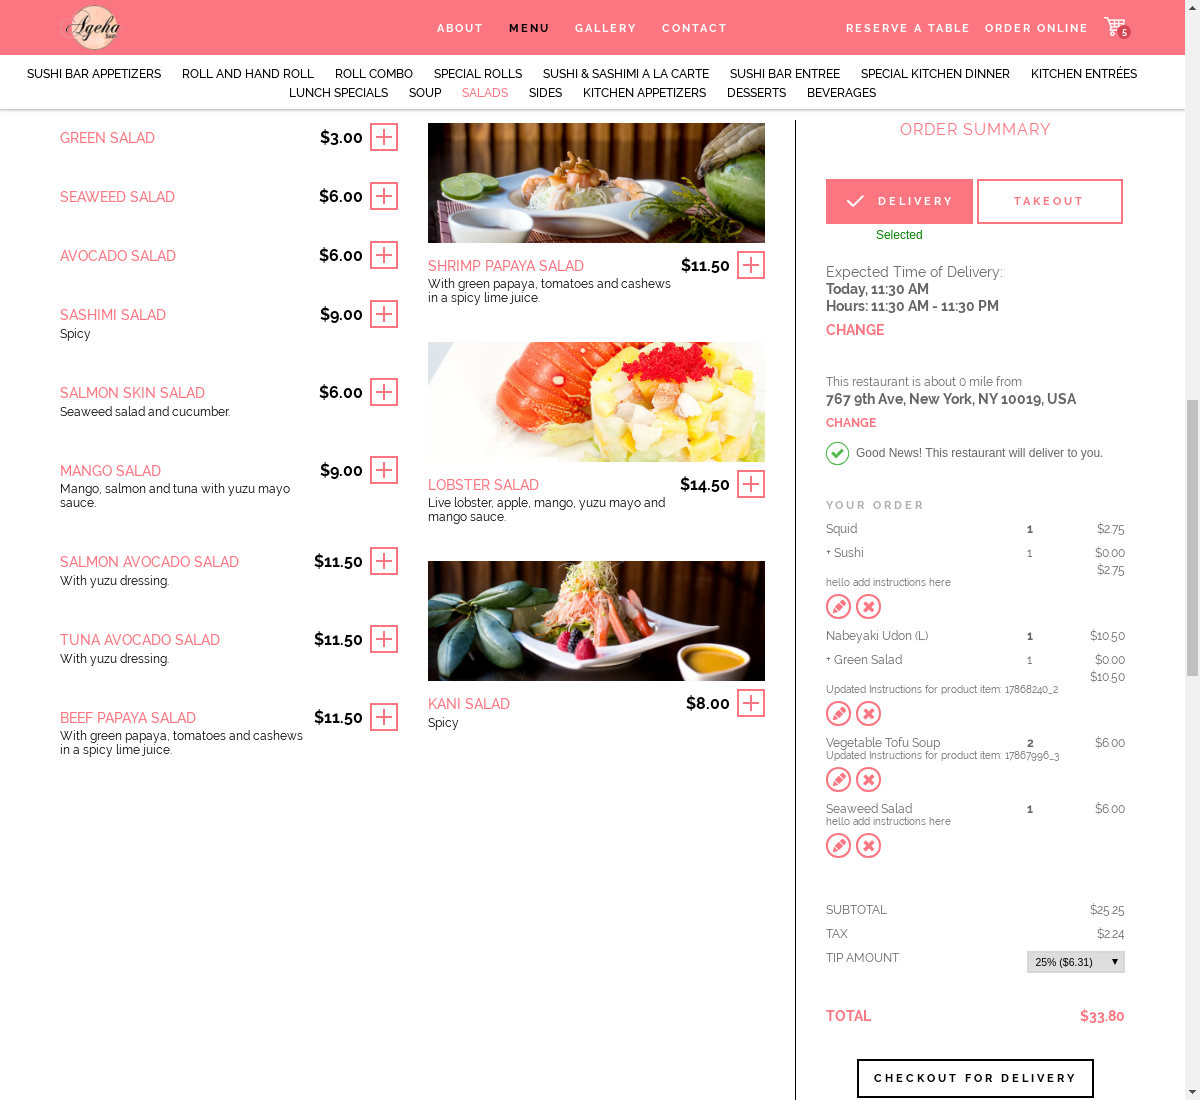 Ageha
Sushi
ABOUT MENU GALLERY CONTACT RESERVE A TABLE ORDER ONLINE 5
SUSHI BAR APPETIZERS ROLL AND HAND ROLL ROLL COMBO SPECIAL ROLLS SUSHI & SASHIMI A LA CARTE SUSHI BAR ENTREE SPECIAL KITCHEN DINNER KITCHEN ENTRÉES
LUNCH SPECIALS SOUP SALADS SIDES KITCHEN APPETIZERS DESSERTS BEVERAGES
GREEN SALAD $3.00
SEAWEED SALAD $6.00
AVOCADO SALAD $6.00
SASHIMI SALAD $9.00
Spicy
SALMON SKIN SALAD $6.00
Seaweed salad and cucumber.
MANGO SALAD $9.00
Mango, salmon and tuna with yuzu mayo
sauce.
SALMON AVOCADO SALAD $11.50
With yuzu dressing.
TUNA AVOCADO SALAD $11.50
With yuzu dressing.
BEEF PAPAYA SALAD $11.50
With green papaya, tomatoes and cashews
in a spicy lime juice.
SHRIMP PAPAYA SALAD $11.50
With green papaya, tomatoes and cashews
in a spicy lime juice.
LOBSTER SALAD $14.50
Live lobster, apple, mango, yuzu mayo and
mango sauce.
KANI SALAD $8.00
Spicy
ORDER SUMMARY
DELIVERY TAKEOUT
Selected
Expected Time of Delivery:
Today, 11:30 AM
Hours: 11:30 AM - 11:30 PM
CHANGE
This restaurant is about 0 mile from
767 9th Ave, New York, NY 10019, USA
CHANGE
Good News! This restaurant will deliver to you.
YOUR ORDER
Squid 1 $2.75
+ Sushi 1 $0.00
$2.75
hello add instructions here
Nabeyaki Udon (L) 1 $10.50
+ Green Salad 1 $0.00
$10.50
Updated Instructions for product item: 17868240_2
Vegetable Tofu Soup 2 $6.00
Updated Instructions for product item: 17867996_3
Seaweed Salad 1 $6.00
hello add instructions here
SUBTOTAL $25.25
TAX $2.24
TIP AMOUNT 25% ($6.31)
TOTAL $33.80
CHECKOUT FOR DELIVERY